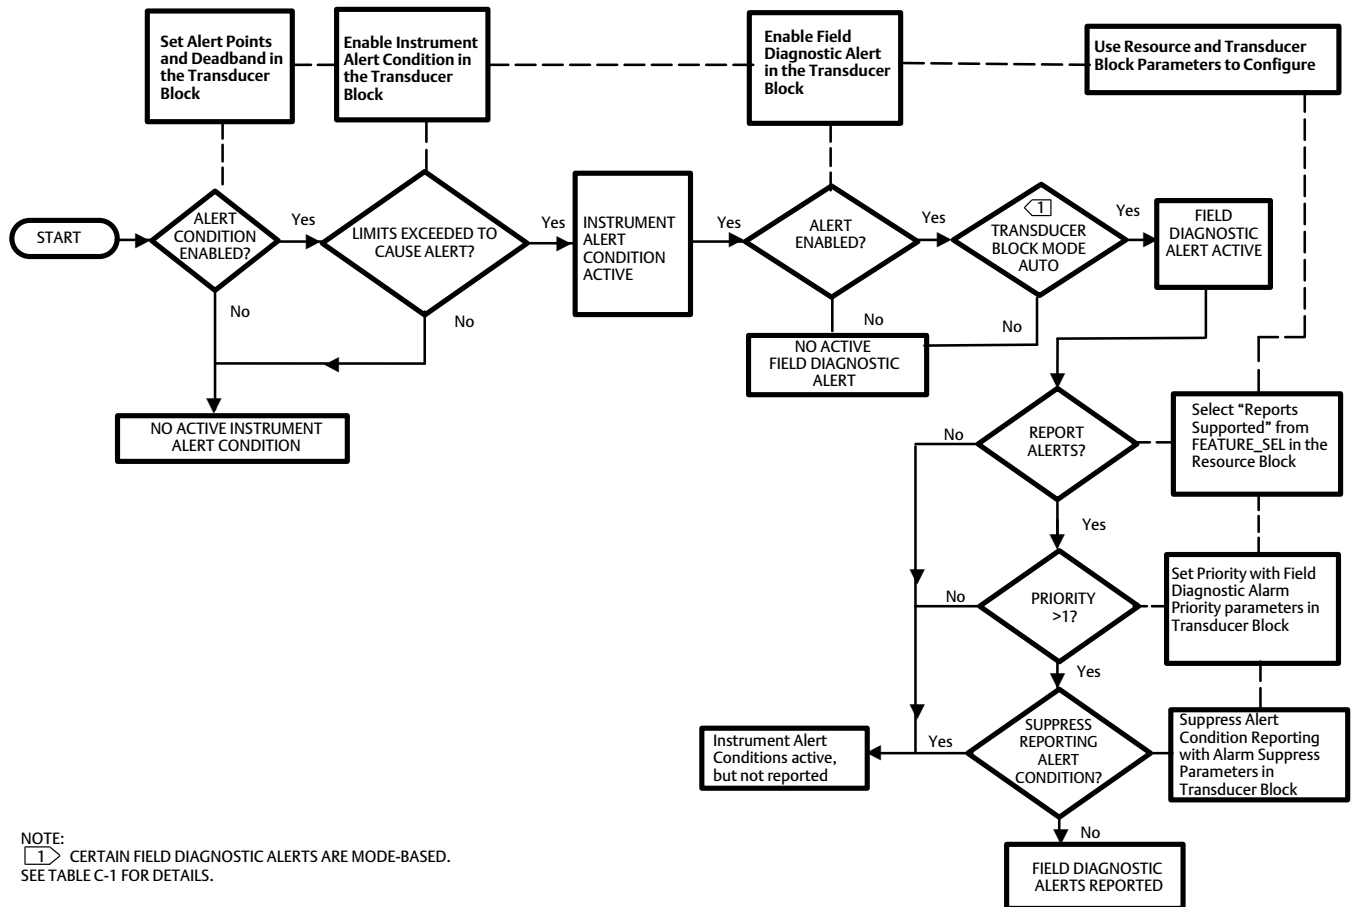 Set Alert Points
and Deadband in
the Transducer
Block
Enable Instrument
Alert Condition in
the Transducer
Block
Enable Field
Diagnostic Alert
in the Transducer
Block
Use Resource and Transducer
Block Parameters to Configure
START
ALERT
CONDITION
ENABLED?
Yes
No
LIMITS EXCEEDED TO
CAUSE ALERT?
Yes
No
INSTRUMENT
ALERT
CONDITION
ACTIVE
Yes
ALERT
ENABLED?
Yes
No
1
TRANSDUCER
BLOCK MODE
AUTO
Yes
No
FIELD
DIAGNOSTIC
ALERT ACTIVE
NO ACTIVE
FIELD DIAGNOSTIC
ALERT
NO ACTIVE INSTRUMENT
ALERT CONDITION
REPORT
ALERTS?
No
Yes
Select “Reports
Supported” from
FEATURE_SEL in the
Resource Block
PRIORITY
>1?
No
Yes
Set Priority with Field
Diagnostic Alarm
Priority parameters in
Transducer Block
SUPPRESS
REPORTING
ALERT
CONDITION?
Yes
No
Suppress Alert
Condition Reporting
with Alarm Suppress
Parameters in
Transducer Block
Instrument Alert
Conditions active,
but not reported
FIELD DIAGNOSTIC
ALERTS REPORTED
NOTE:
1 CERTAIN FIELD DIAGNOSTIC ALERTS ARE MODE-BASED.
SEE TABLE C-1 FOR DETAILS.